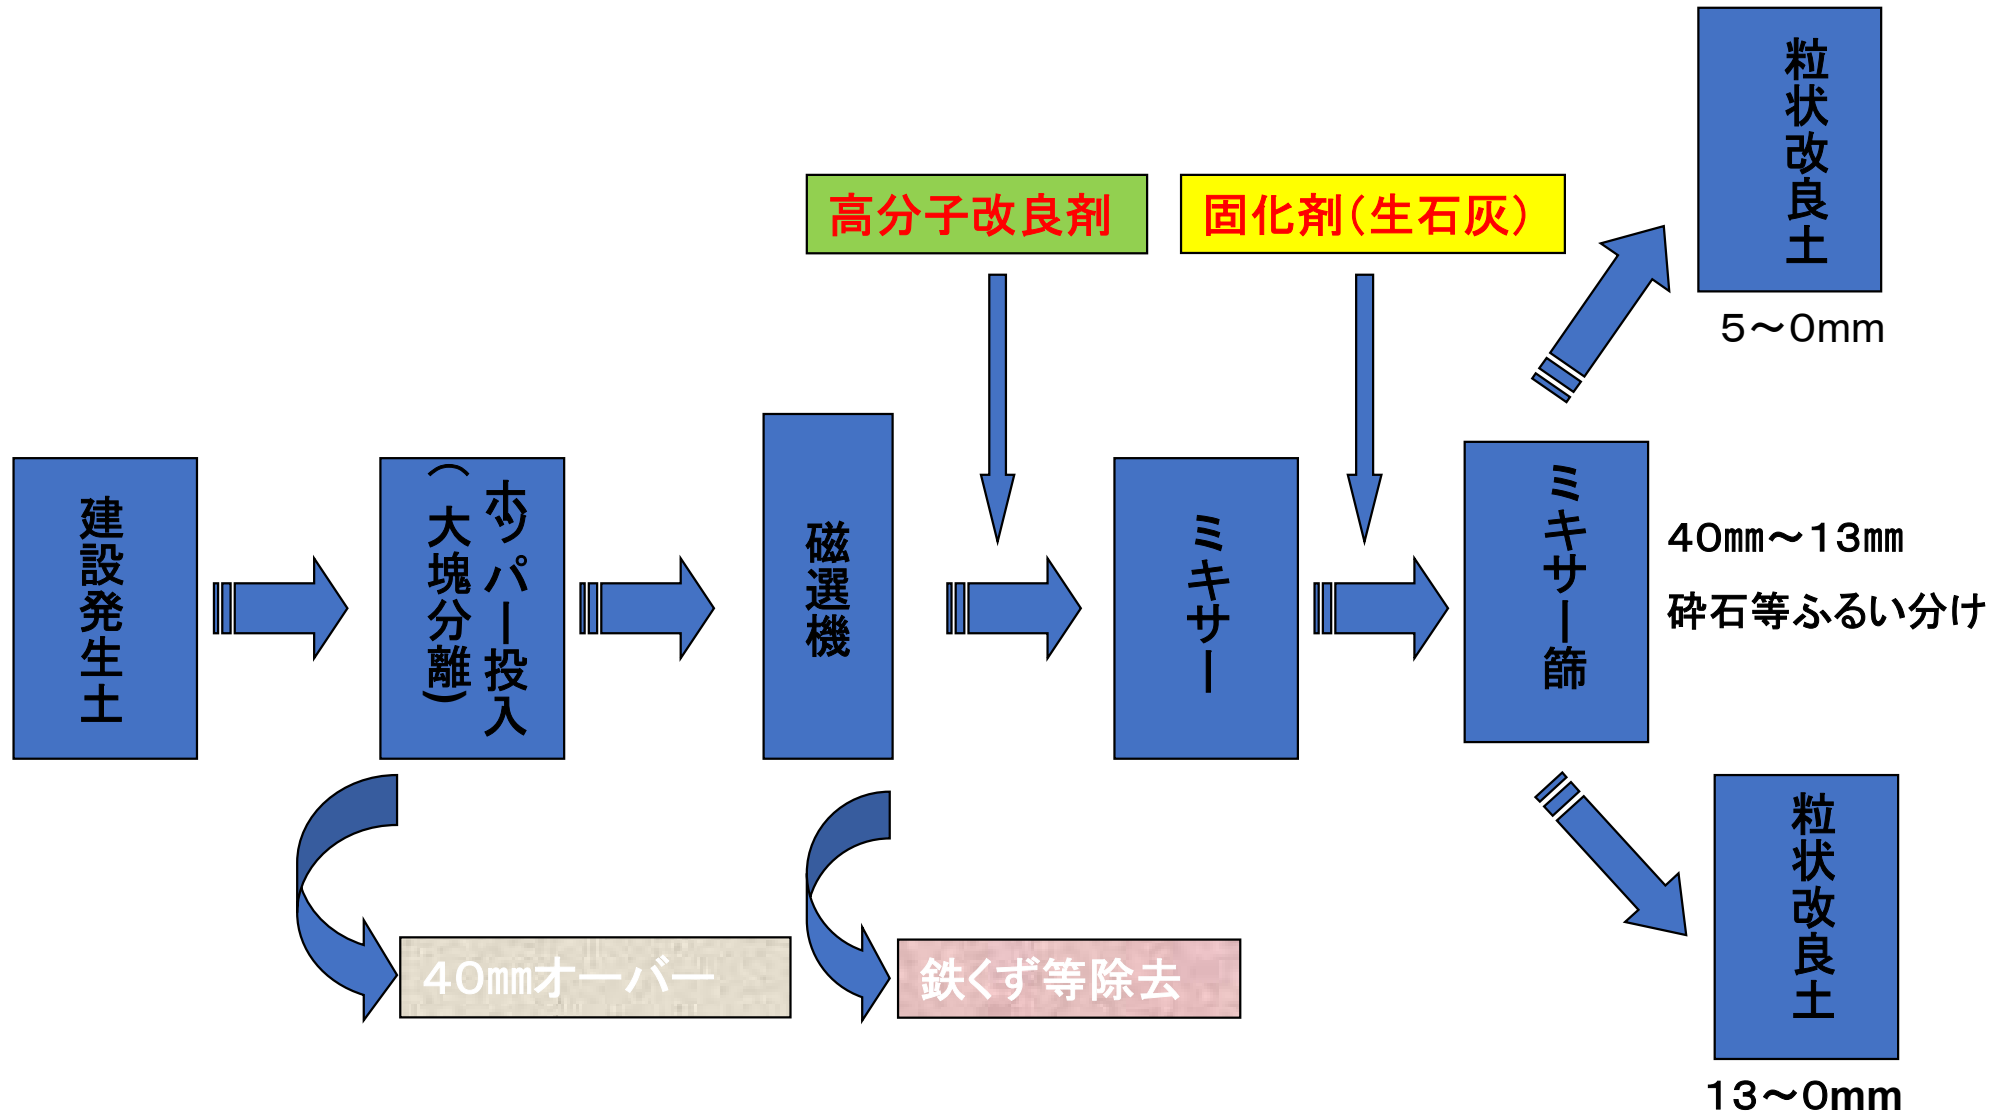 建設発生土
ホッパー投入
（大塊分離）
磁選機
高分子改良剤
ミキサー
固化剤（生石灰）
ミキサー篩
40㎜～13㎜
砕石等ふるい分け
粒状改良土
5～0mm
粒状改良土
13～0mm
40㎜オーバー
鉄くず等除去